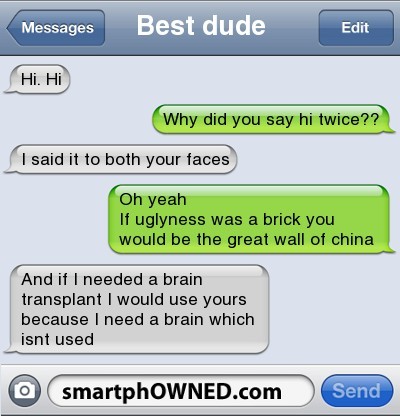 Messages
Best dude
Edit
Hi. Hi
Why did you say hi twice??
I said it to both your faces
Oh yeah
If uglyness was a brick you
would be the great wall of china
And if I needed a brain
transplant I would use yours
because I need a brain which
isnt used
smartphOWNED.com
Send